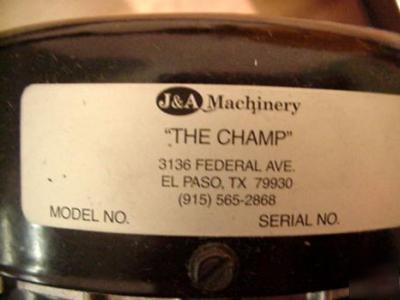 J&A Machinery
"THE CHAMP"
3136 FEDERAL AVE.
EL PASO, TX 79930
(915) 565-2868
MODEL NO. SERIAL NO.